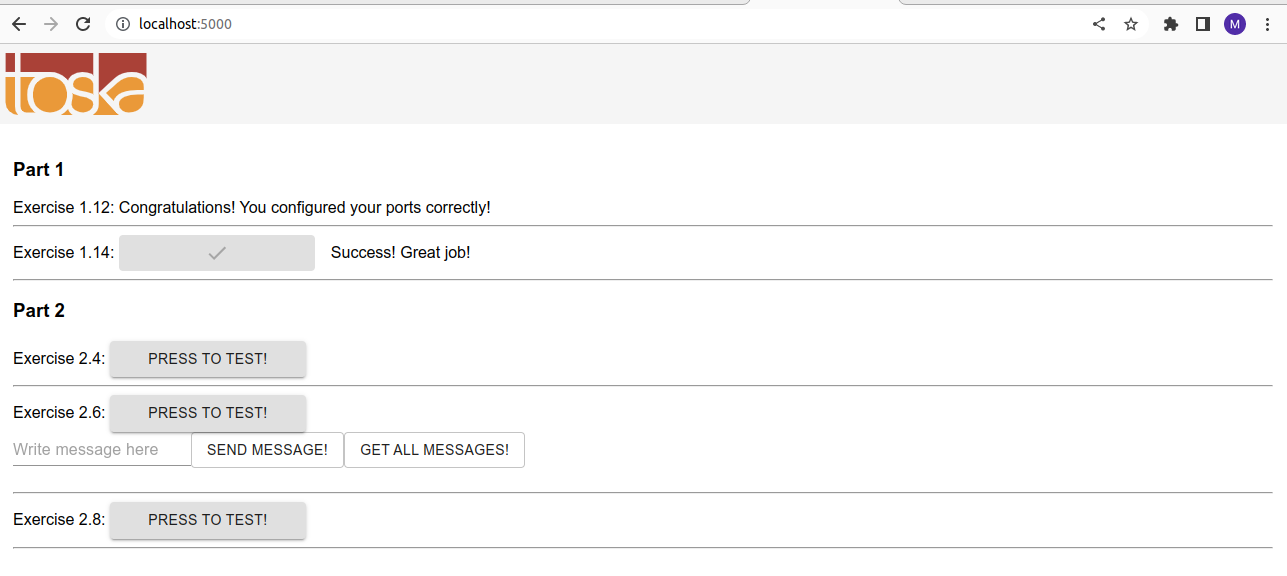 localhost:5000
M
toska
Part 1
Exercise 1.12: Congratulations! You configured your ports correctly!
Exercise 1.14: Success! Great job!
Part 2
Exercise 2.4: PRESS TO TEST!
Exercise 2.6: PRESS TO TEST!
Write message here SEND MESSAGE! GET ALL MESSAGES!
Exercise 2.8: PRESS TO TEST!